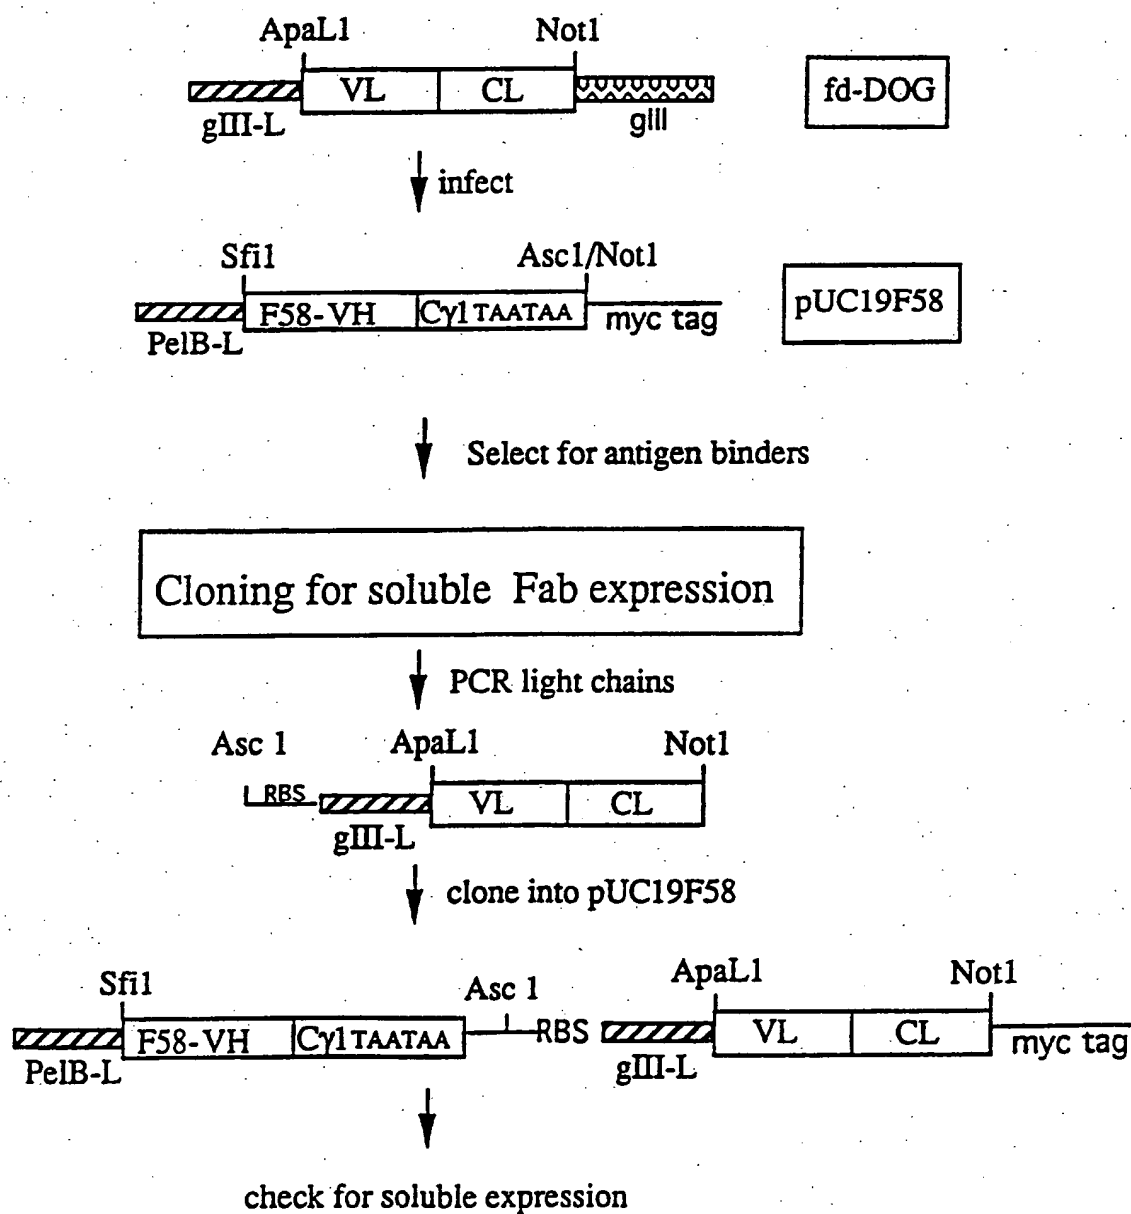 ApaL1 Not1
VL CL fd-DOG
gIII-L gIII
infect
Sfi1 Asc1/Not1
F58-VH Cγ1 TAATAA pUC19F58
PelB-L myc tag
Select for antigen binders
Cloning for soluble Fab expression
PCR light chains
Asc 1 ApaL1 Not1
RBS VL CL
gIII-L
clone into pUC19F58
Sfi1 Asc 1 ApaL1 Not1
F58-VH Cγ1 TAATAA RBS VL CL
PelB-L gIII-L myc tag
check for soluble expression